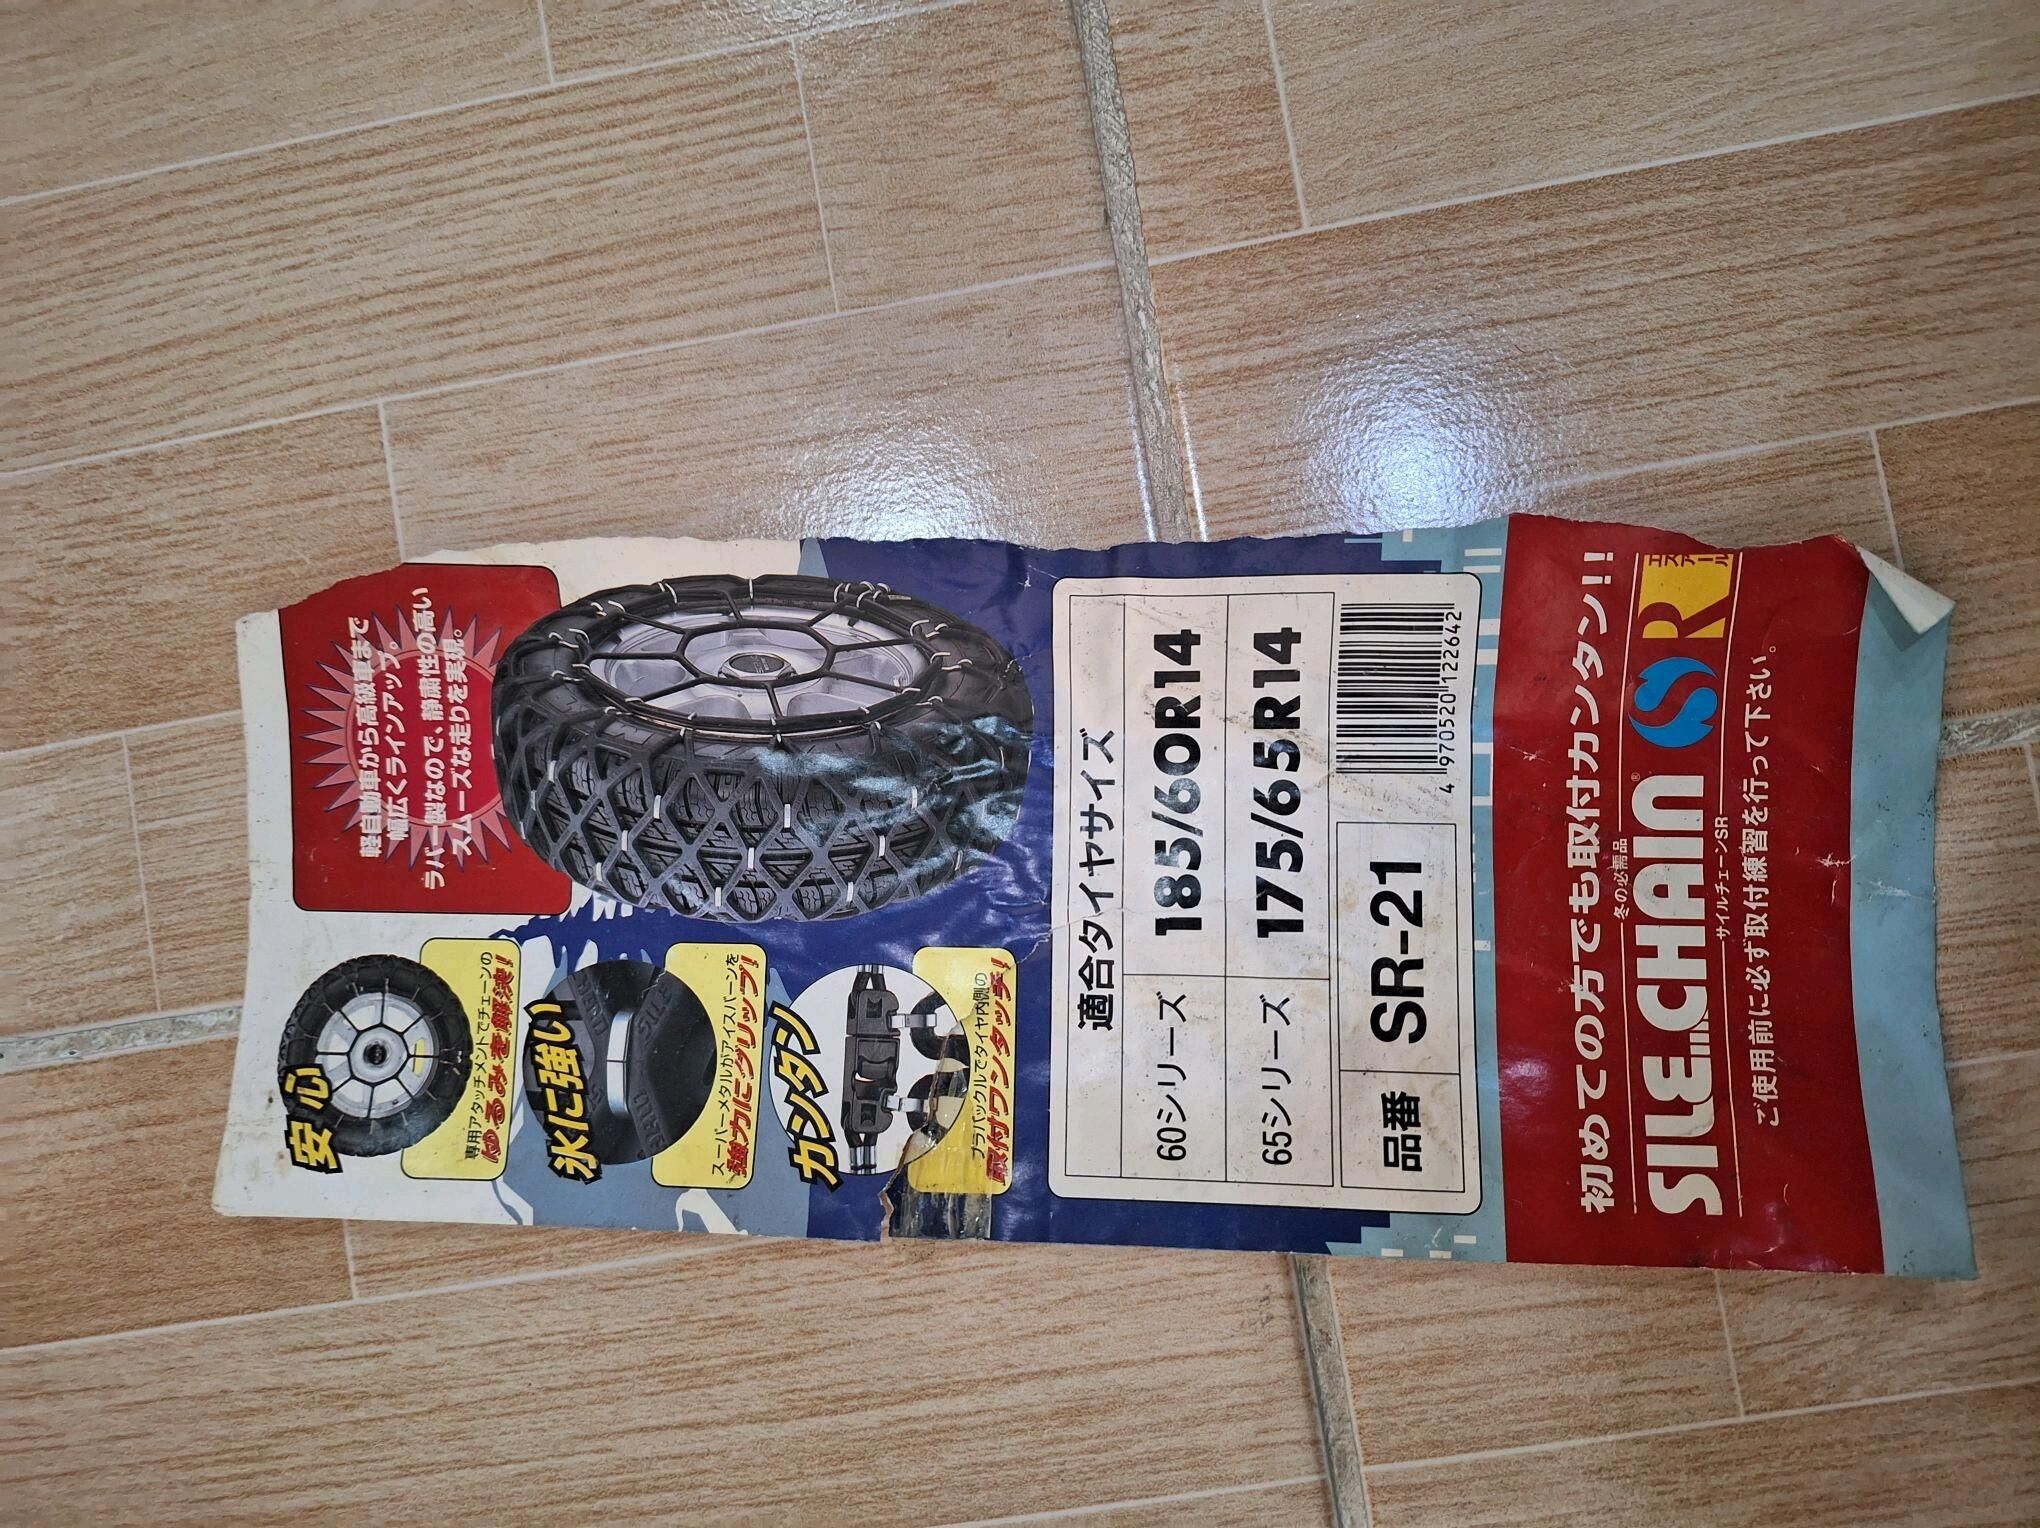 初めての方でも取付カンタン!!
冬の必需品
SILE CHAIN® SR エスアール
サイルチェーンSR
ご使用前に必ず取付練習を行って下さい。
適合タイヤサイズ
60シリーズ 185/60R14
65シリーズ 175/65R14
品番 SR-21
4 970520 122642
カンタン
プラバックルでタイヤ内側の
取付ワンタッチ!
氷に強い
スーパーメタルがアイスバーンを
強力にグリップ!
安心
専用アタッチメントでチェーンの
ゆるみを解決!
軽自動車から高級車まで
幅広くラインアップ。
ラバー製なので、静粛性の高い
スムーズな走りを実現。